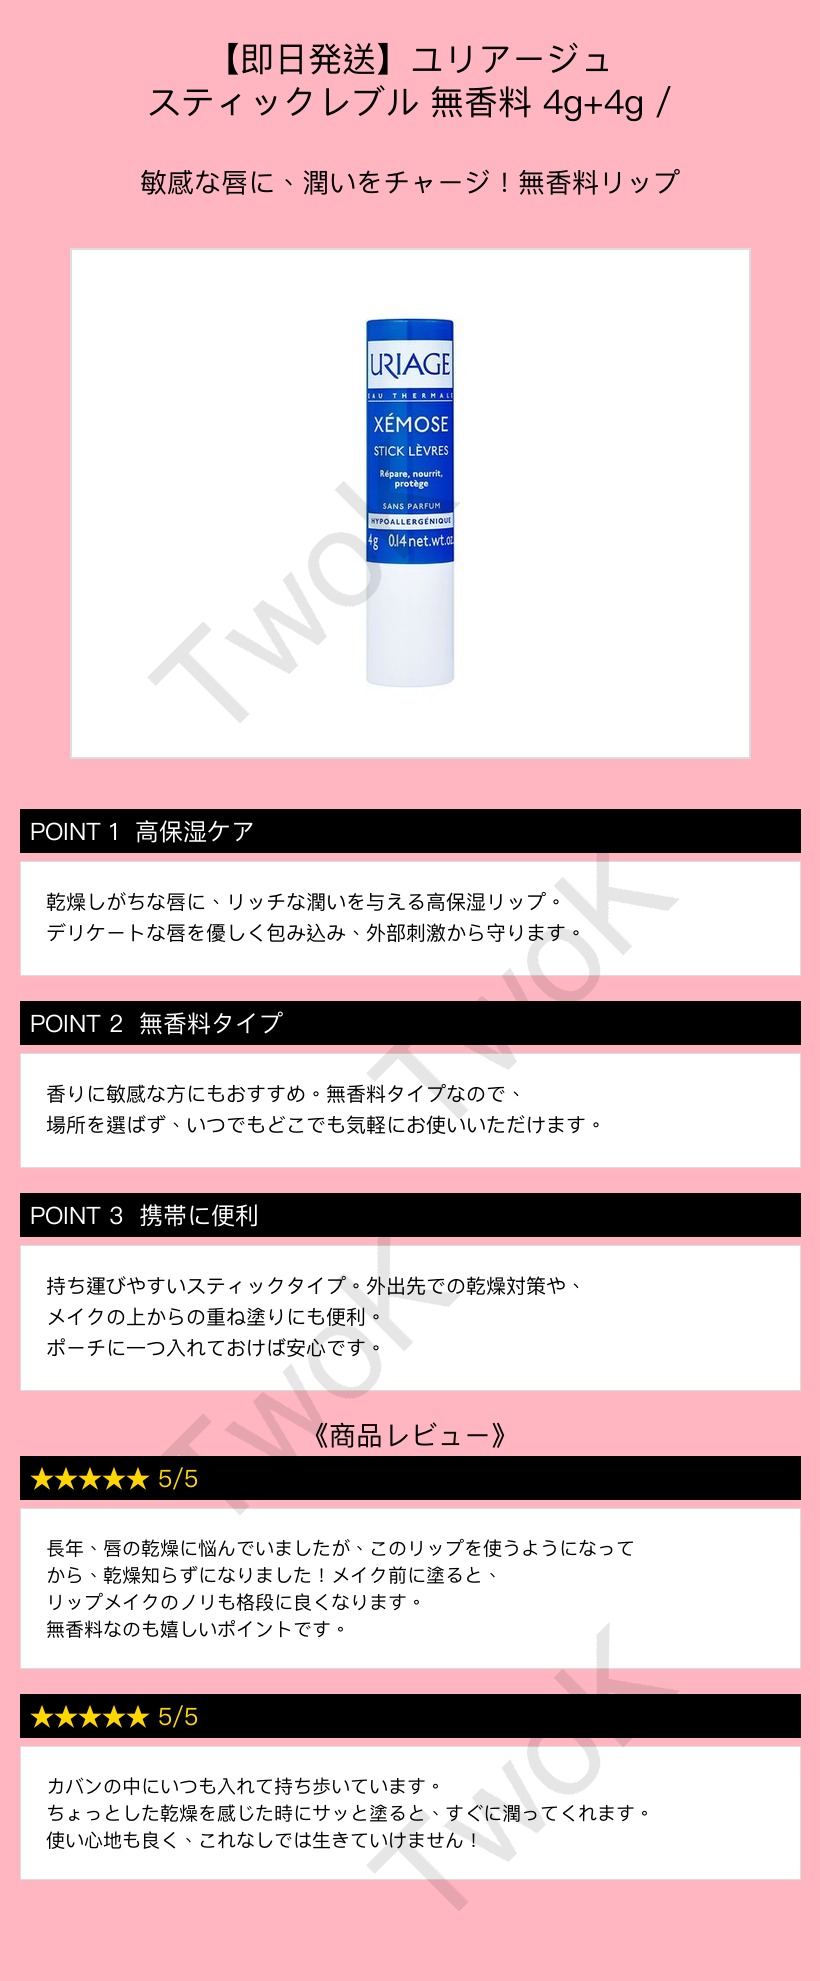 【即日発送】ユリアージュ
スティックレブル 無香料 4g+4g /
敏感な唇に、潤いをチャージ！無香料リップ
URIAGE
EAU THERMALE
XÉMOSE
STICK LÈVRES
Répare, nourrit,
protège
SANS PARFUM
HYPOALLERGÉNIQUE
4g 0.14 net.wt.oz
TwoK
POINT 1 高保湿ケア
乾燥しがちな唇に、リッチな潤いを与える高保湿リップ。
デリケートな唇を優しく包み込み、外部刺激から守ります。
TwoK
POINT 2 無香料タイプ
香りに敏感な方にもおすすめ。無香料タイプなので、
場所を選ばず、いつでもどこでも気軽にお使いいただけます。
POINT 3 携帯に便利
持ち運びやすいスティックタイプ。外出先での乾燥対策や、
メイクの上からの重ね塗りにも便利。
ポーチに一つ入れておけば安心です。
TwoK
《商品レビュー》
★★★★★ 5/5
長年、唇の乾燥に悩んでいましたが、このリップを使うようになって
から、乾燥知らずになりました！メイク前に塗ると、
リップメイクのノリも格段に良くなります。
無香料なのも嬉しいポイントです。
★★★★★ 5/5
カバンの中にいつも入れて持ち歩いています。
ちょっとした乾燥を感じた時にサッと塗ると、すぐに潤ってくれます。
使い心地も良く、これなしでは生きていけません！
TwoK